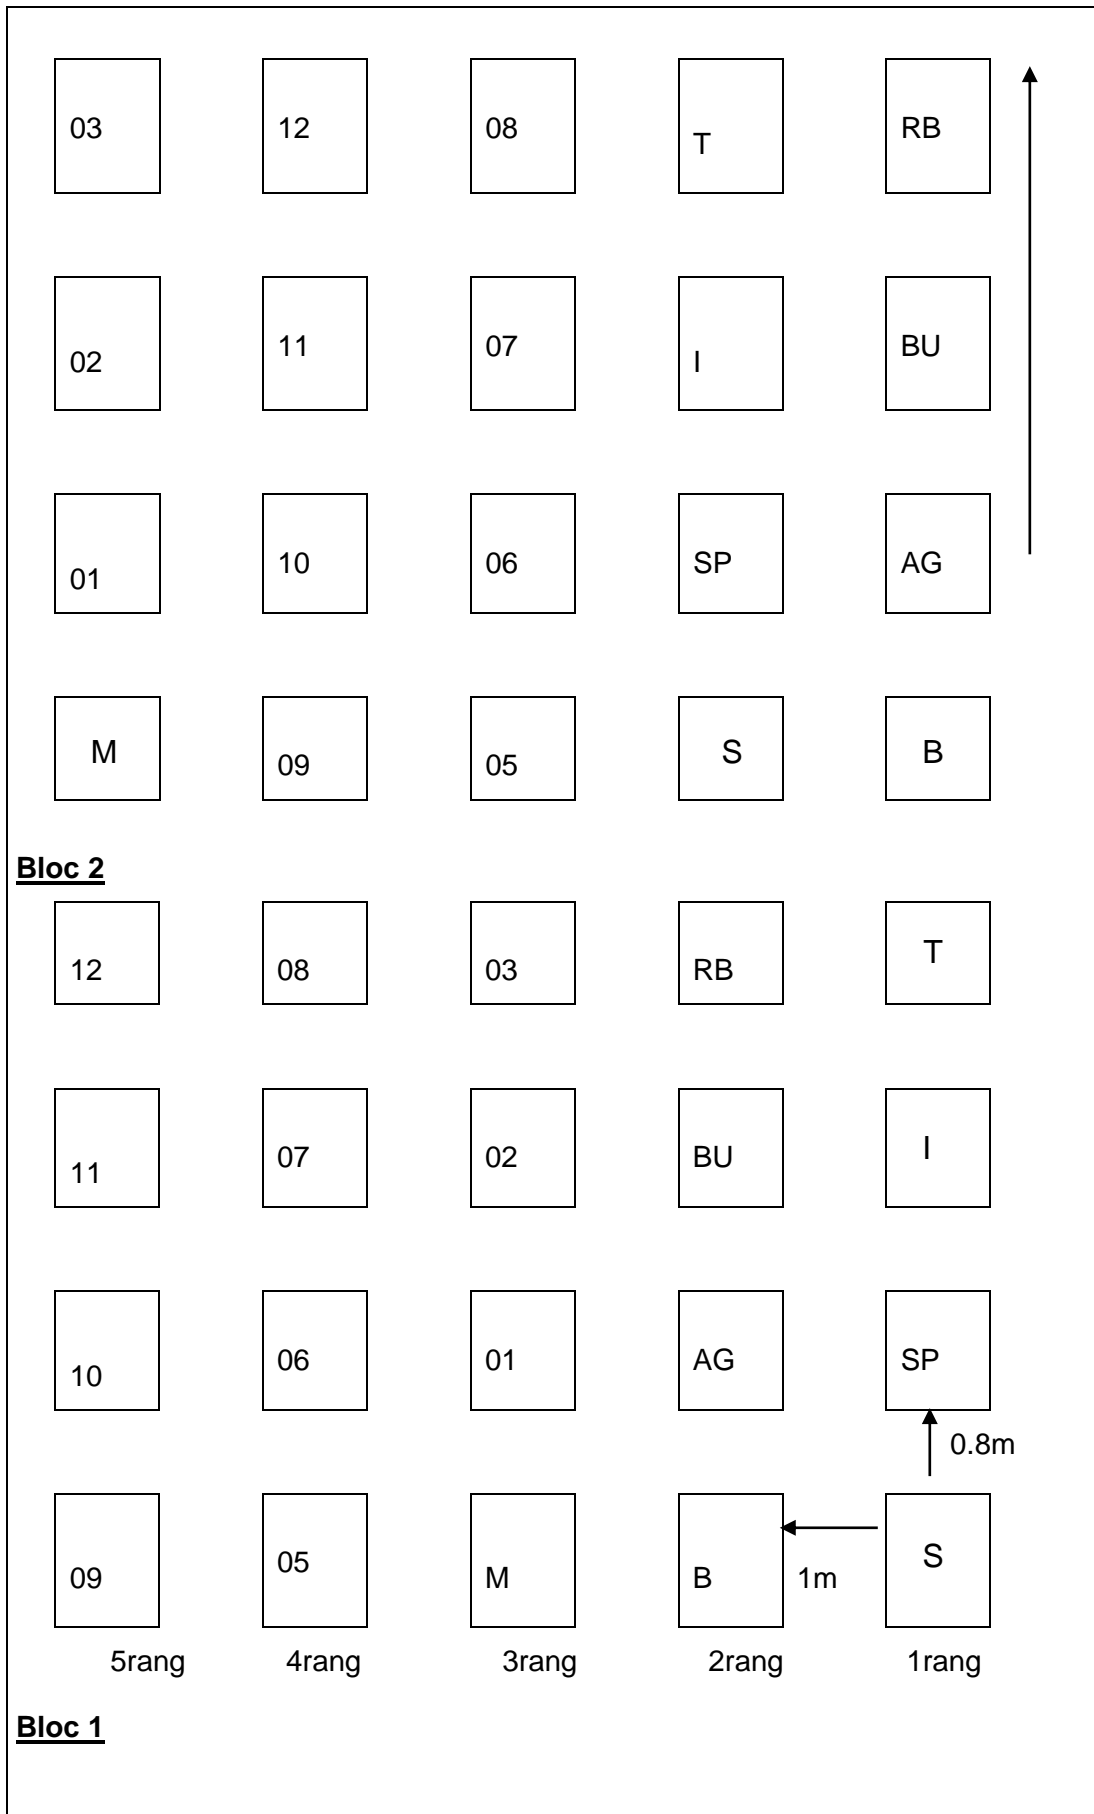 03 12 08 T RB
02 11 07 I BU
01 10 06 SP AG
M 09 05 S B
Bloc 2
12 08 03 RB T
11 07 02 BU I
10 06 01 AG SP
0.8m
09 05 M B 1m S
5rang 4rang 3rang 2rang 1rang
Bloc 1